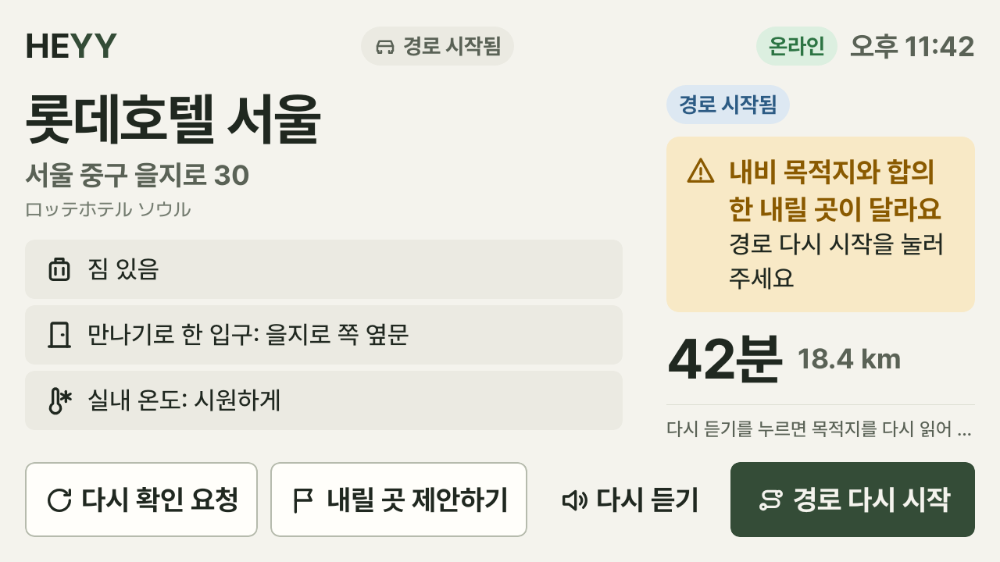 HEYY
경로 시작됨
온라인
오후 11:42
롯데호텔 서울
서울 중구 을지로 30
ロッテホテル ソウル
짐 있음
만나기로 한 입구: 을지로 쪽 옆문
실내 온도: 시원하게
경로 시작됨
내비 목적지와 합의
한 내릴 곳이 달라요
경로 다시 시작을 눌러
주세요
42분 18.4 km
다시 듣기를 누르면 목적지를 다시 읽어 ...
다시 확인 요청
내릴 곳 제안하기
다시 듣기
경로 다시 시작